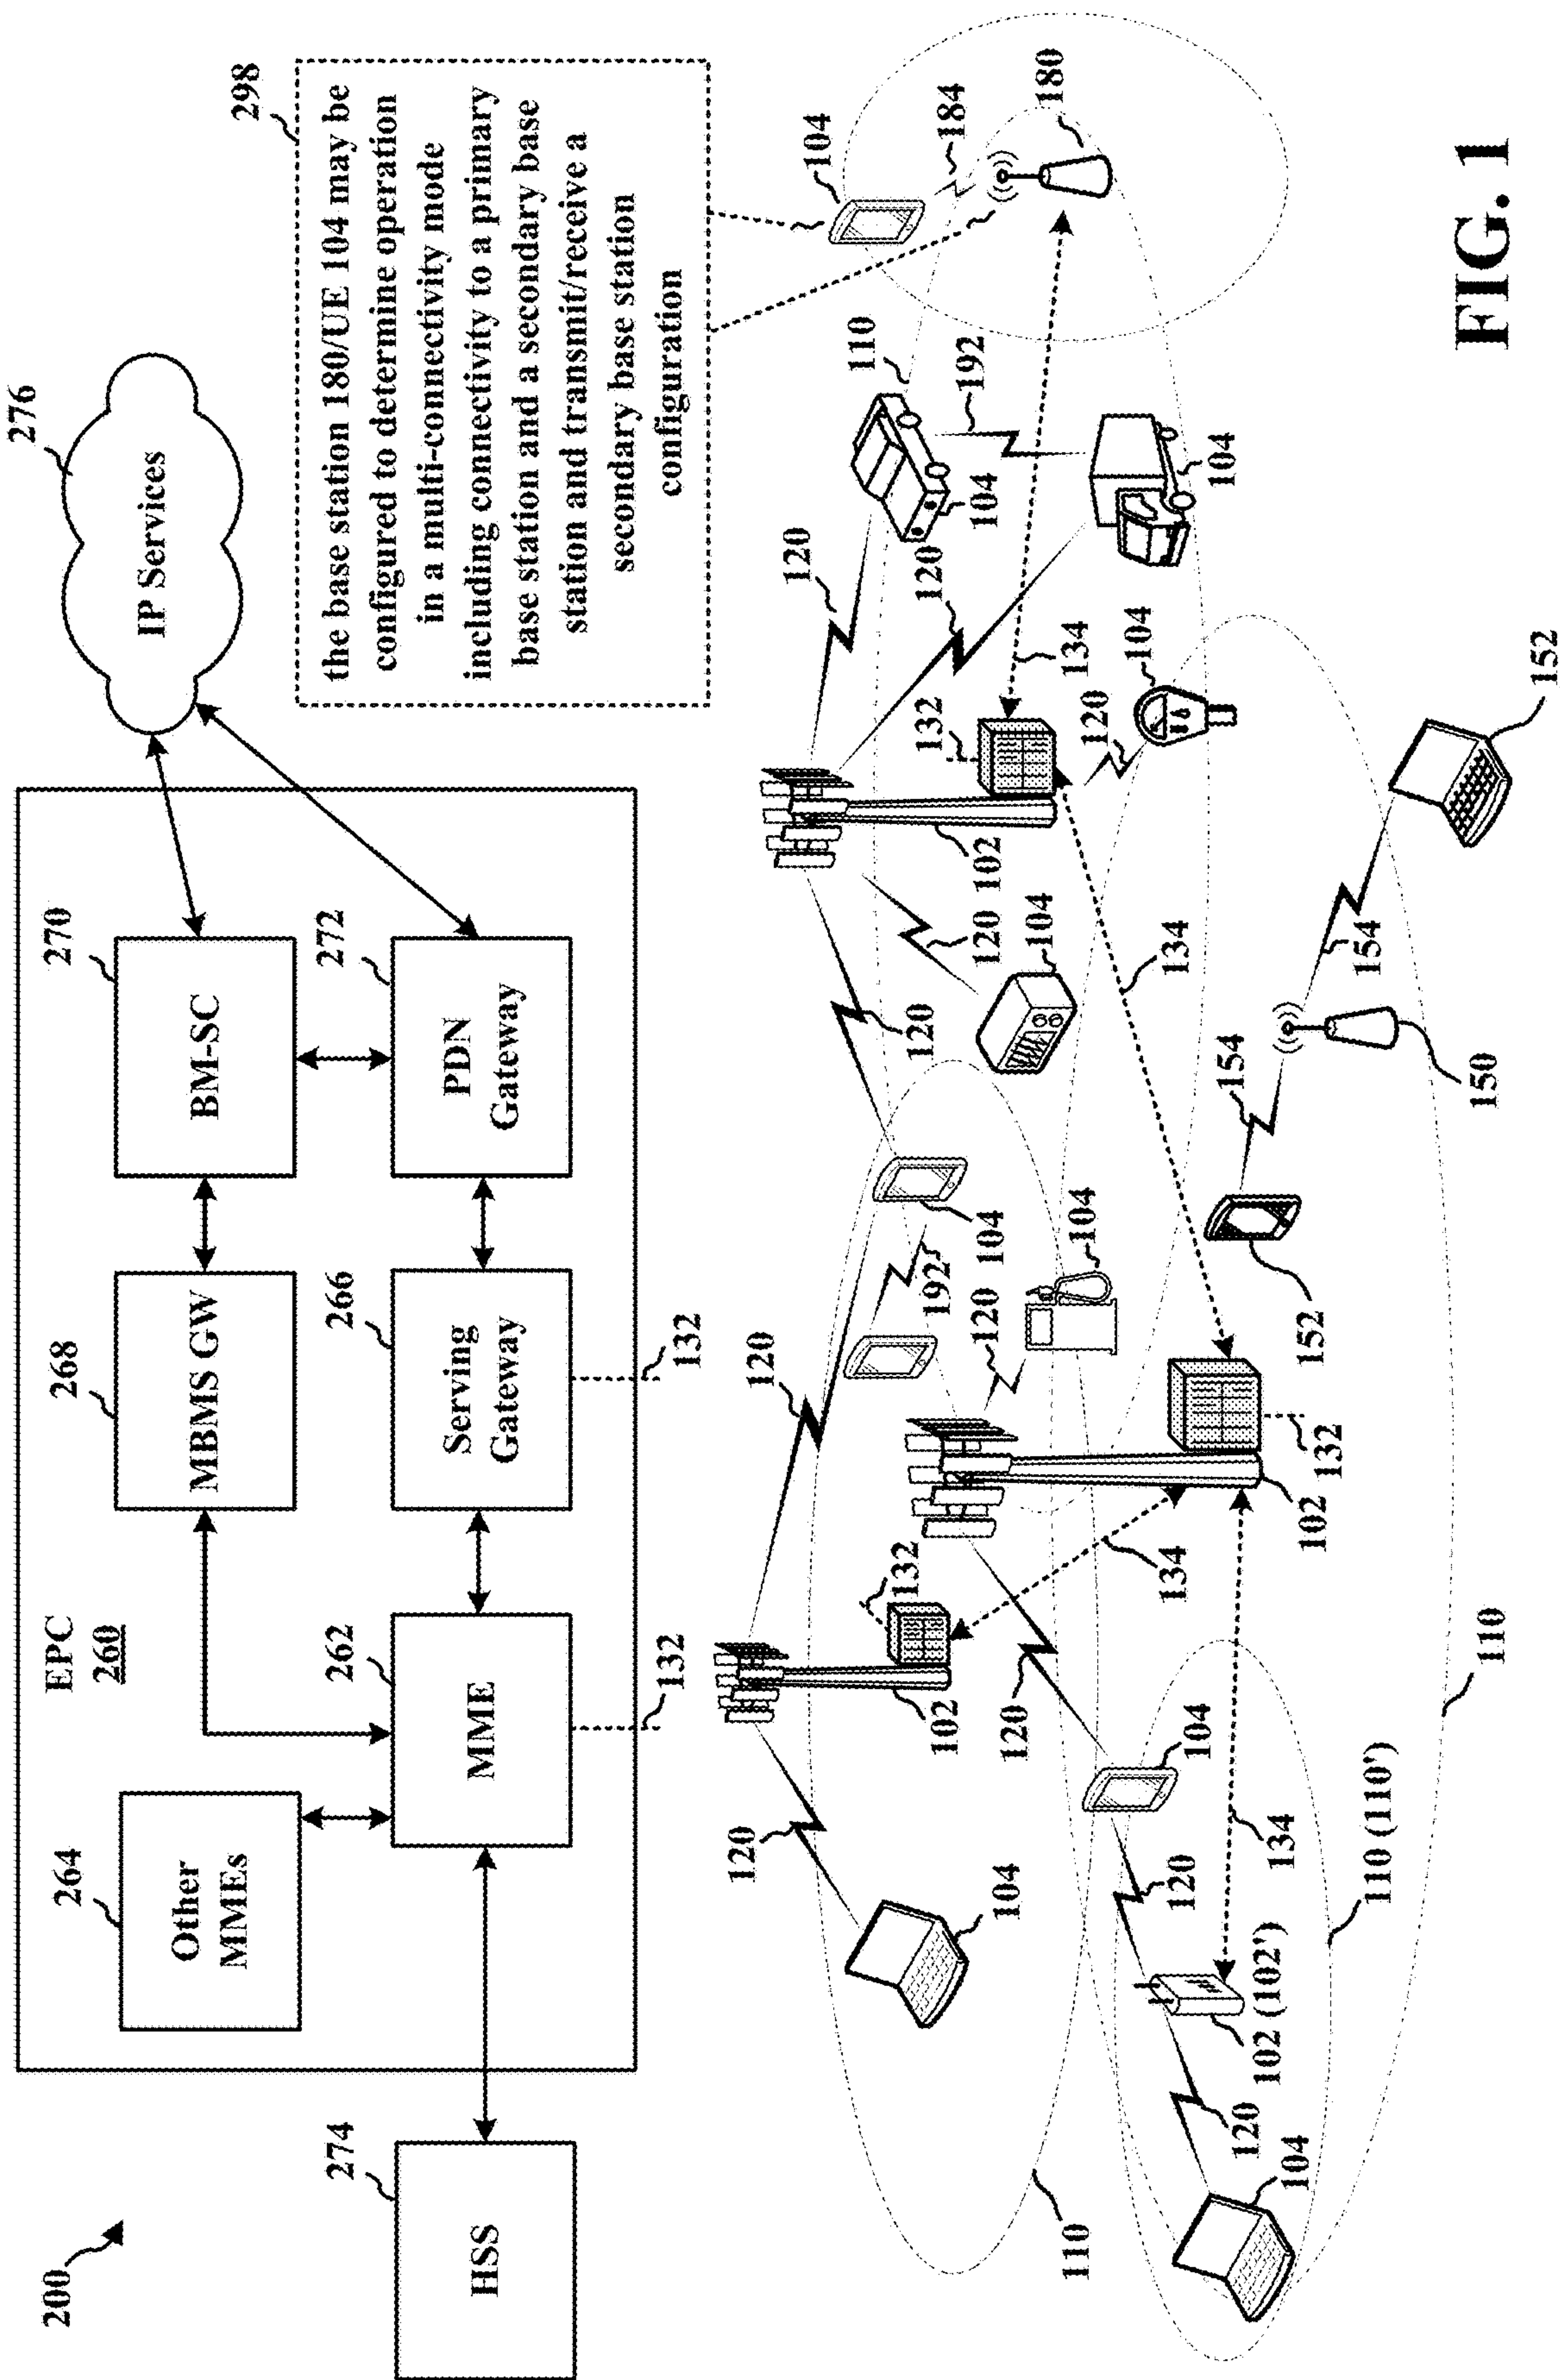 200
EPC
260
264
Other
MMEs
268
MBMS GW
270
BM-SC
276
IP Services
274
HSS
262
MME
266
Serving
Gateway
272
PDN
Gateway
132
132
298
the base station 180/UE 104 may be
configured to determine operation
in a multi-connectivity mode
including connectivity to a primary
base station and a secondary base
station and transmit/receive a
secondary base station
configuration
120
120
104
102
132
120
192
104
120
104
134
120
104
110
120
120
104
102
132
120
120
104
192
104
110
134
120
104
104
184
180
110
104
120
102 (102')
120
104
134
110 (110')
102
132
134
152
154
150
154
152
110
FIG. 1